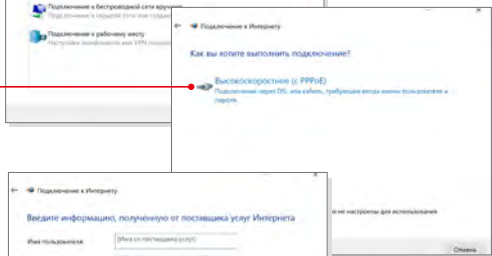 Подключение к беспроводной сети вручную
Подключение к скрытой сети или создание
Подключение к рабочему месту
Настройка телефонного или VPN-подключения
Подключение к Интернету
Как вы хотите выполнить подключение?
Высокоскоростное (с PPPoE)
Подключение через DSL или кабель, требующее ввода имени пользователя и
пароля.
не настроены для использования
Отмена
Подключение к Интернету
Введите информацию, полученную от поставщика услуг Интернета
Имя пользователя:
[Имя от поставщика услуг]